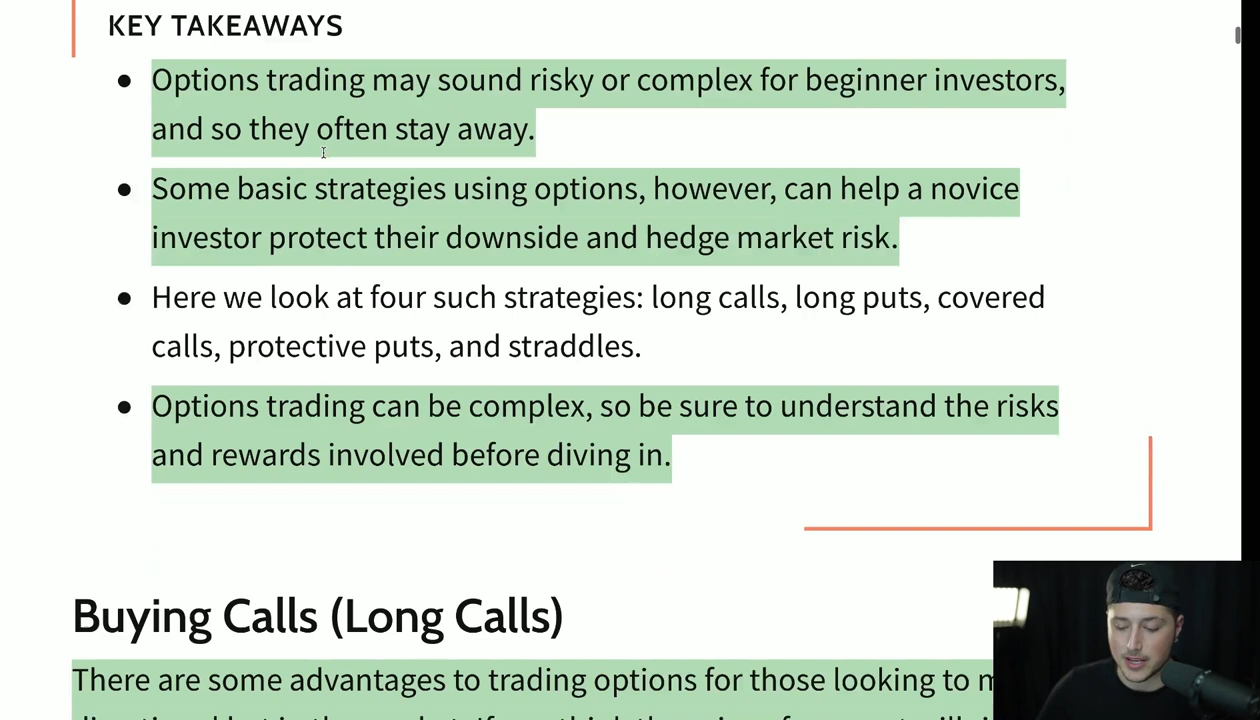 KEY TAKEAWAYS
● Options trading may sound risky or complex for beginner investors,
and so they often stay away.
● Some basic strategies using options, however, can help a novice
investor protect their downside and hedge market risk.
● Here we look at four such strategies: long calls, long puts, covered
calls, protective puts, and straddles.
● Options trading can be complex, so be sure to understand the risks
and rewards involved before diving in.
Buying Calls (Long Calls)
There are some advantages to trading options for those looking to